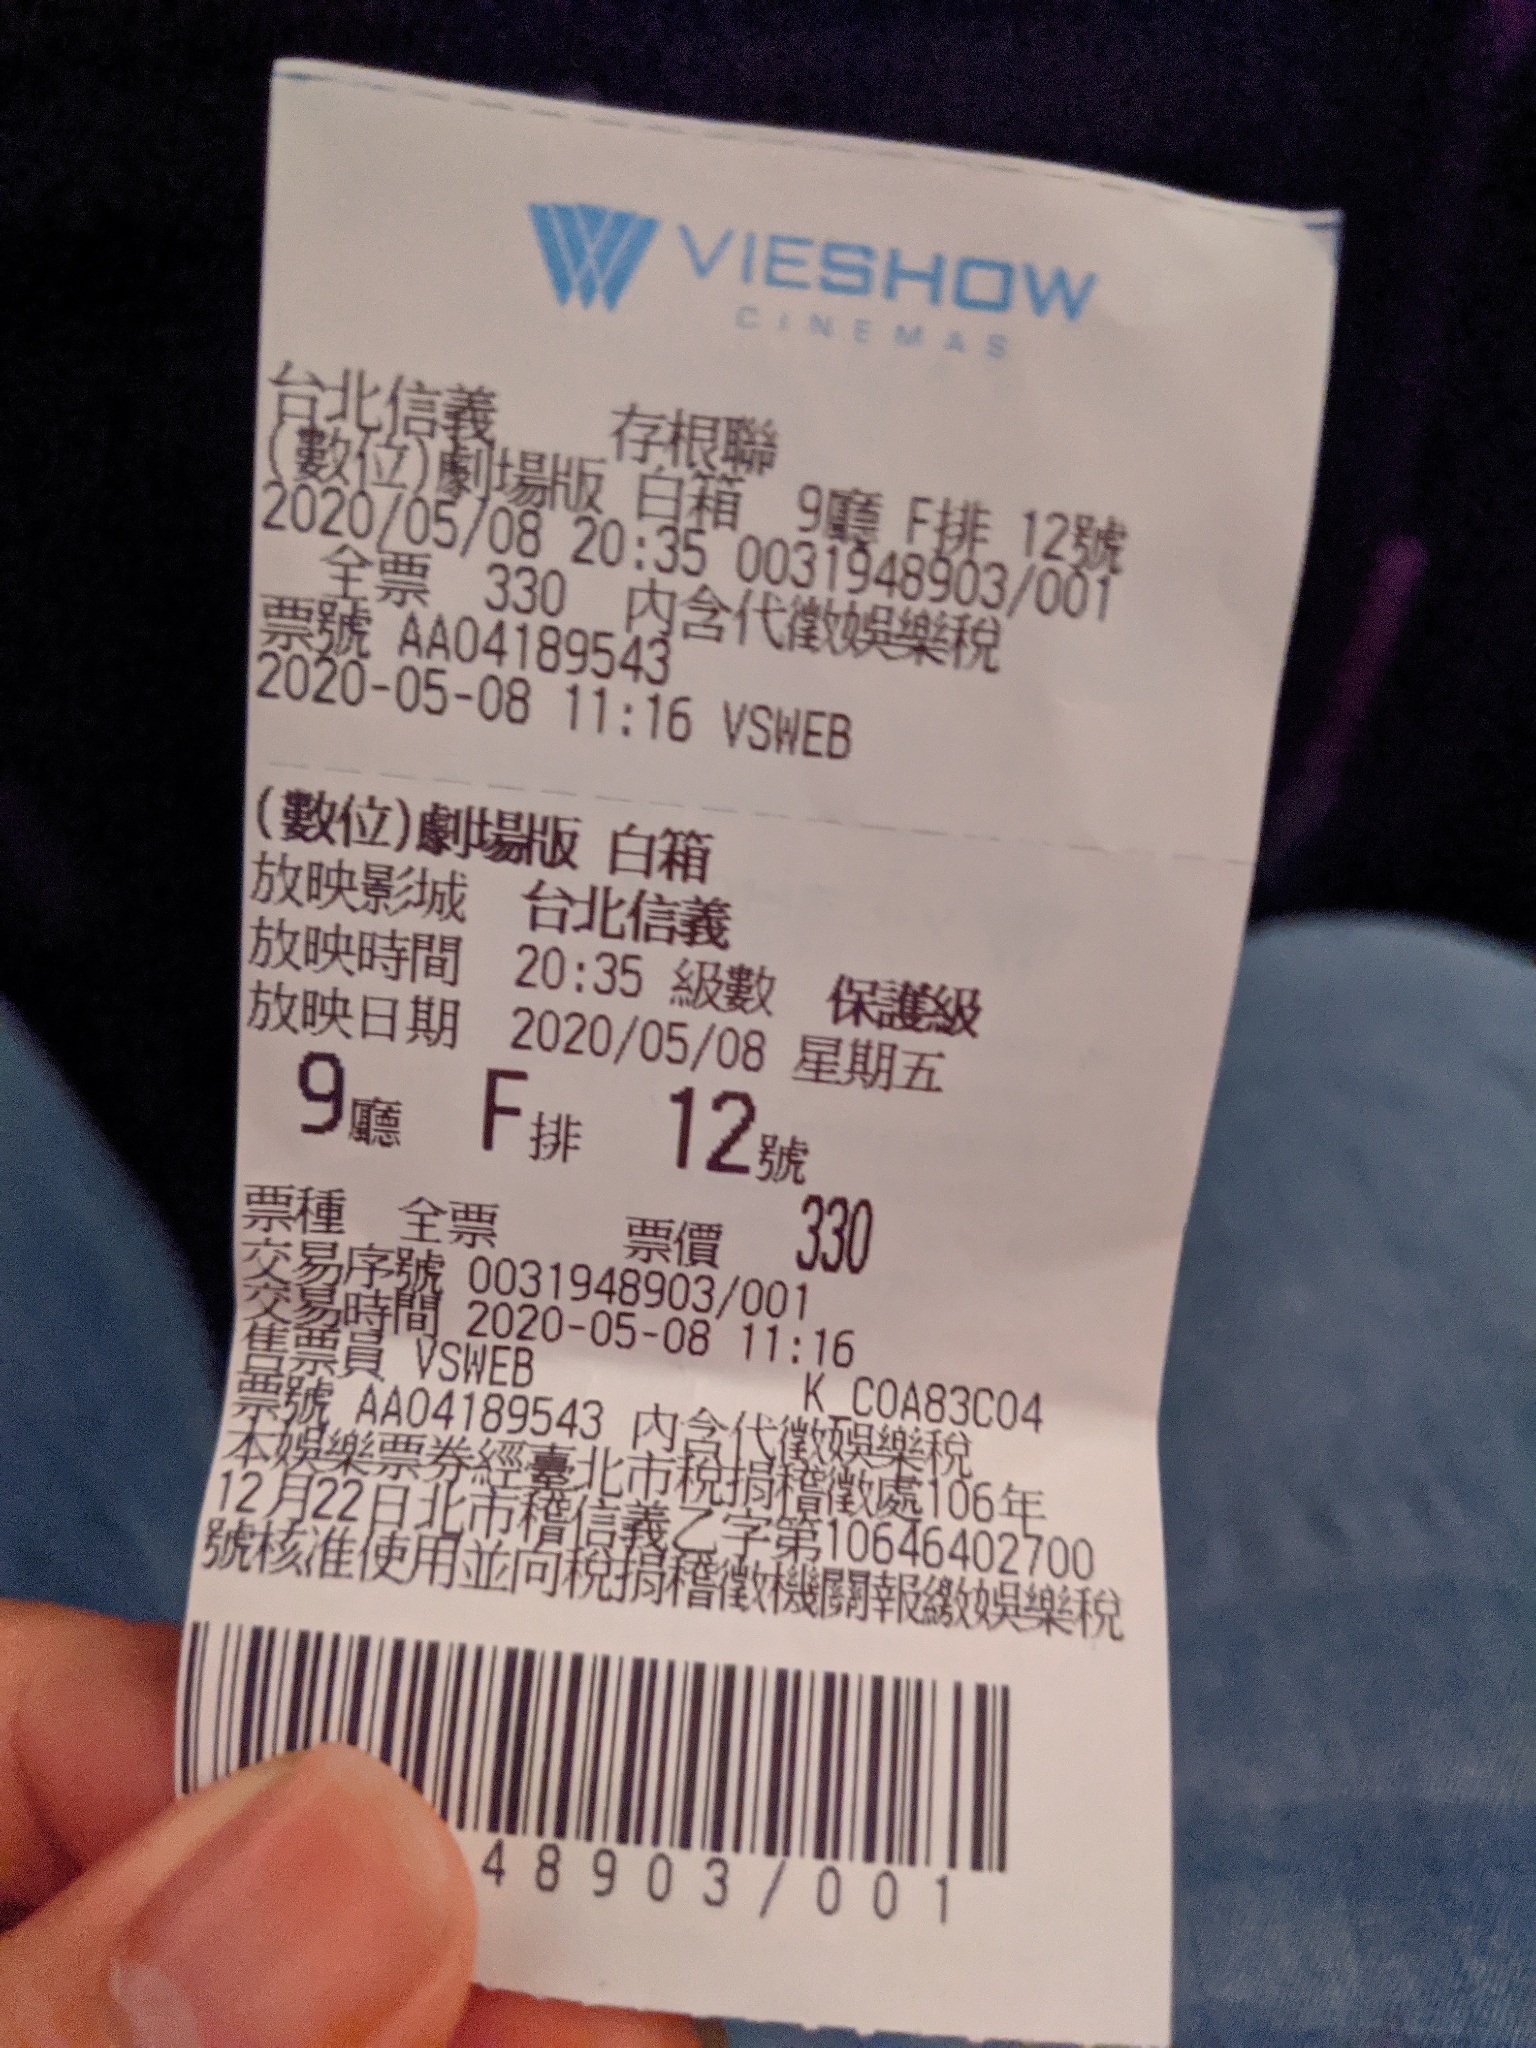 VIESHOW
CINEMAS
台北信義 存根聯
(數位)劇場版 白箱 9廳 F排 12號
2020/05/08 20:35 0031948903/001
全票 330 內含代徵娛樂稅
票號 AA04189543
2020-05-08 11:16 VSWEB
(數位)劇場版 白箱
放映影城 台北信義
放映時間 20:35 級數 保護級
放映日期 2020/05/08 星期五
9廳 F排 12號
票種 全票 票價 330
交易序號 0031948903/001
交易時間 2020-05-08 11:16
售票員 VSWEB K_C0A83C04
票號 AA04189543 內含代徵娛樂稅
本娛樂票券經臺北市稅捐稽徵處106年
12月22日北市稽信義乙字第10646402700
號核准使用並向稅捐稽徵機關報繳娛樂稅
48903/001